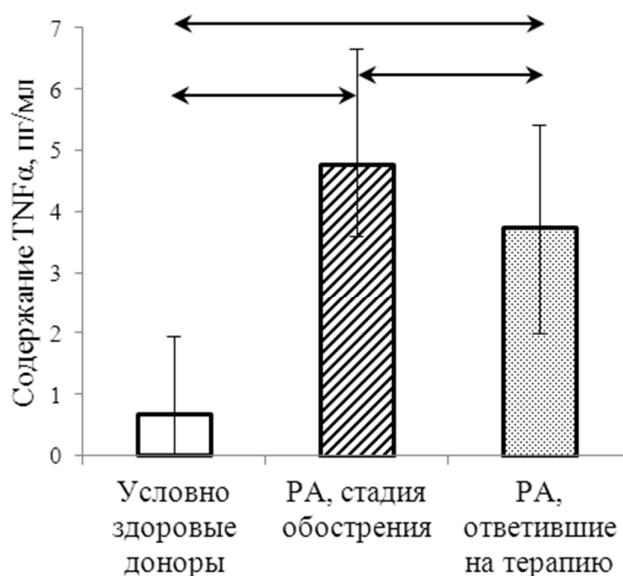 Содержание TNFα, пг/мл
7
6
5
4
3
2
1
0
Условно
здоровые
доноры
РА, стадия
обострения
РА,
ответившие
на терапию